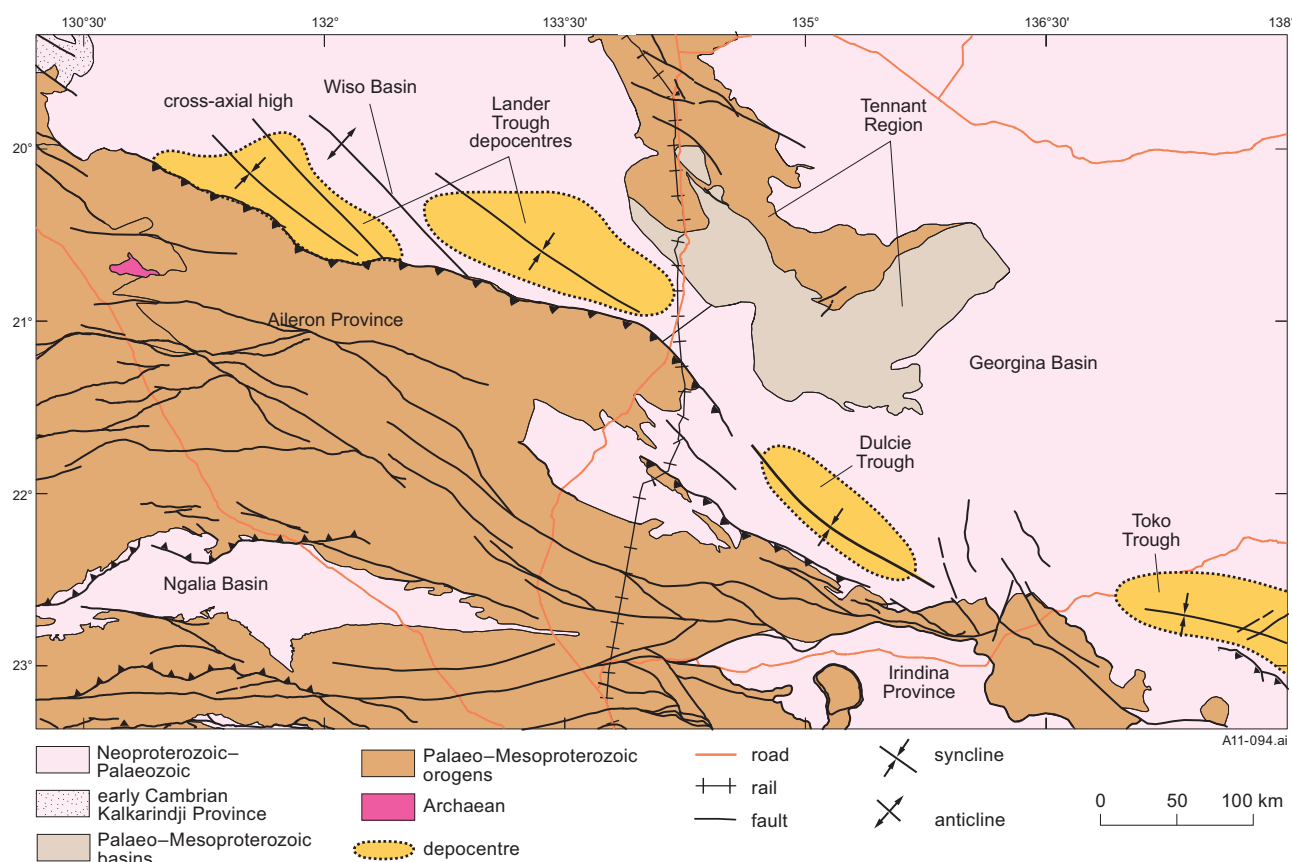 130°30'
132°
133°30'
135°
136°30'
138°
20°
21°
22°
23°
cross-axial high
Wiso Basin
Lander
Trough
depocentres
Tennant
Region
Aileron Province
Georgina Basin
Dulcie
Trough
Toko
Trough
Ngalia Basin
Irindina
Province
A11-094.ai
Neoproterozoic–
Palaeozoic
early Cambrian
Kalkarindji Province
Palaeo–Mesoproterozoic
basins
Palaeo–Mesoproterozoic
orogens
Archaean
depocentre
road
rail
fault
syncline
anticline
0 50 100 km